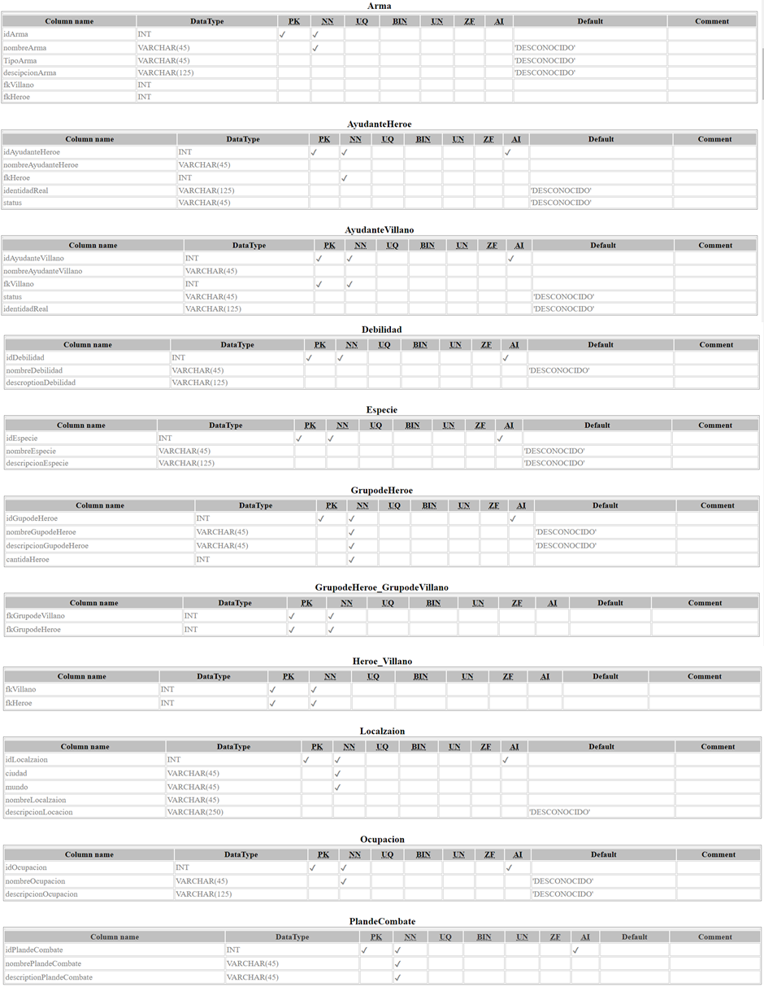 Arma
Column name DataType PK NN UQ BIN UN ZF AI Default Comment
idArma INT ✓ ✓
nombreArma VARCHAR(45) ✓ 'DESCONOCIDO'
TipoArma VARCHAR(45) 'DESCONOCIDO'
descipcionArma VARCHAR(125) 'DESCONOCIDO'
fkVillano INT
fkHeroe INT
AyudanteHeroe
Column name DataType PK NN UQ BIN UN ZF AI Default Comment
idAyudanteHeroe INT ✓ ✓ ✓
nombreAyudanteHeroe VARCHAR(45)
fkHeroe INT ✓
identidadReal VARCHAR(125) 'DESCONOCIDO'
status VARCHAR(45) 'DESCONOCIDO'
AyudanteVillano
Column name DataType PK NN UQ BIN UN ZF AI Default Comment
idAyudanteVillano INT ✓ ✓ ✓
nombreAyudanteVillano VARCHAR(45)
fkVillano INT ✓ ✓
status VARCHAR(45) 'DESCONOCIDO'
identidadReal VARCHAR(125) 'DESCONOCIDO'
Debilidad
Column name DataType PK NN UQ BIN UN ZF AI Default Comment
idDebilidad INT ✓ ✓ ✓
nombreDebilidad VARCHAR(45) 'DESCONOCIDO'
descroptionDebilidad VARCHAR(125)
Especie
Column name DataType PK NN UQ BIN UN ZF AI Default Comment
idEspecie INT ✓ ✓ ✓
nombreEspecie VARCHAR(45) 'DESCONOCIDO'
descripcionEspecie VARCHAR(125) 'DESCONOCIDO'
GrupodeHeroe
Column name DataType PK NN UQ BIN UN ZF AI Default Comment
idGupodeHeroe INT ✓ ✓ ✓
nombreGupodeHeroe VARCHAR(45) ✓ 'DESCONOCIDO'
descripcionGupodeHeroe VARCHAR(45) ✓ 'DESCONOCIDO'
cantidaHeroe INT ✓
GrupodeHeroe_GrupodeVillano
Column name DataType PK NN UQ BIN UN ZF AI Default Comment
fkGrupodeVillano INT ✓ ✓
fkGrupodeHeroe INT ✓ ✓
Heroe_Villano
Column name DataType PK NN UQ BIN UN ZF AI Default Comment
fkVillano INT ✓ ✓
fkHeroe INT ✓ ✓
Localzaion
Column name DataType PK NN UQ BIN UN ZF AI Default Comment
idLocalzaion INT ✓ ✓ ✓
ciudad VARCHAR(45) ✓
mundo VARCHAR(45) ✓
nombreLocalzaion VARCHAR(45)
descripcionLocacion VARCHAR(250) 'DESCONOCIDO'
Ocupacion
Column name DataType PK NN UQ BIN UN ZF AI Default Comment
idOcupacion INT ✓ ✓ ✓
nombreOcupacion VARCHAR(45) ✓ 'DESCONOCIDO'
descripcionOcupacion VARCHAR(125) 'DESCONOCIDO'
PlandeCombate
Column name DataType PK NN UQ BIN UN ZF AI Default Comment
idPlandeCombate INT ✓ ✓ ✓
nombrePlandeCombate VARCHAR(45) ✓
descriptionPlandeCombate VARCHAR(45) ✓